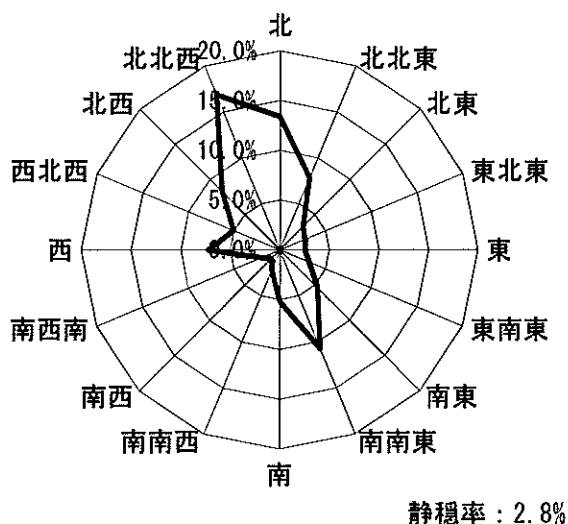 北
北北東
北東
東北東
東
東南東
南東
南南東
南
南南西
南西
南西南
西
西北西
北西
北北西
20.0%
15.0%
10.0%
5.0%
0.0%
静穏率：2.8%